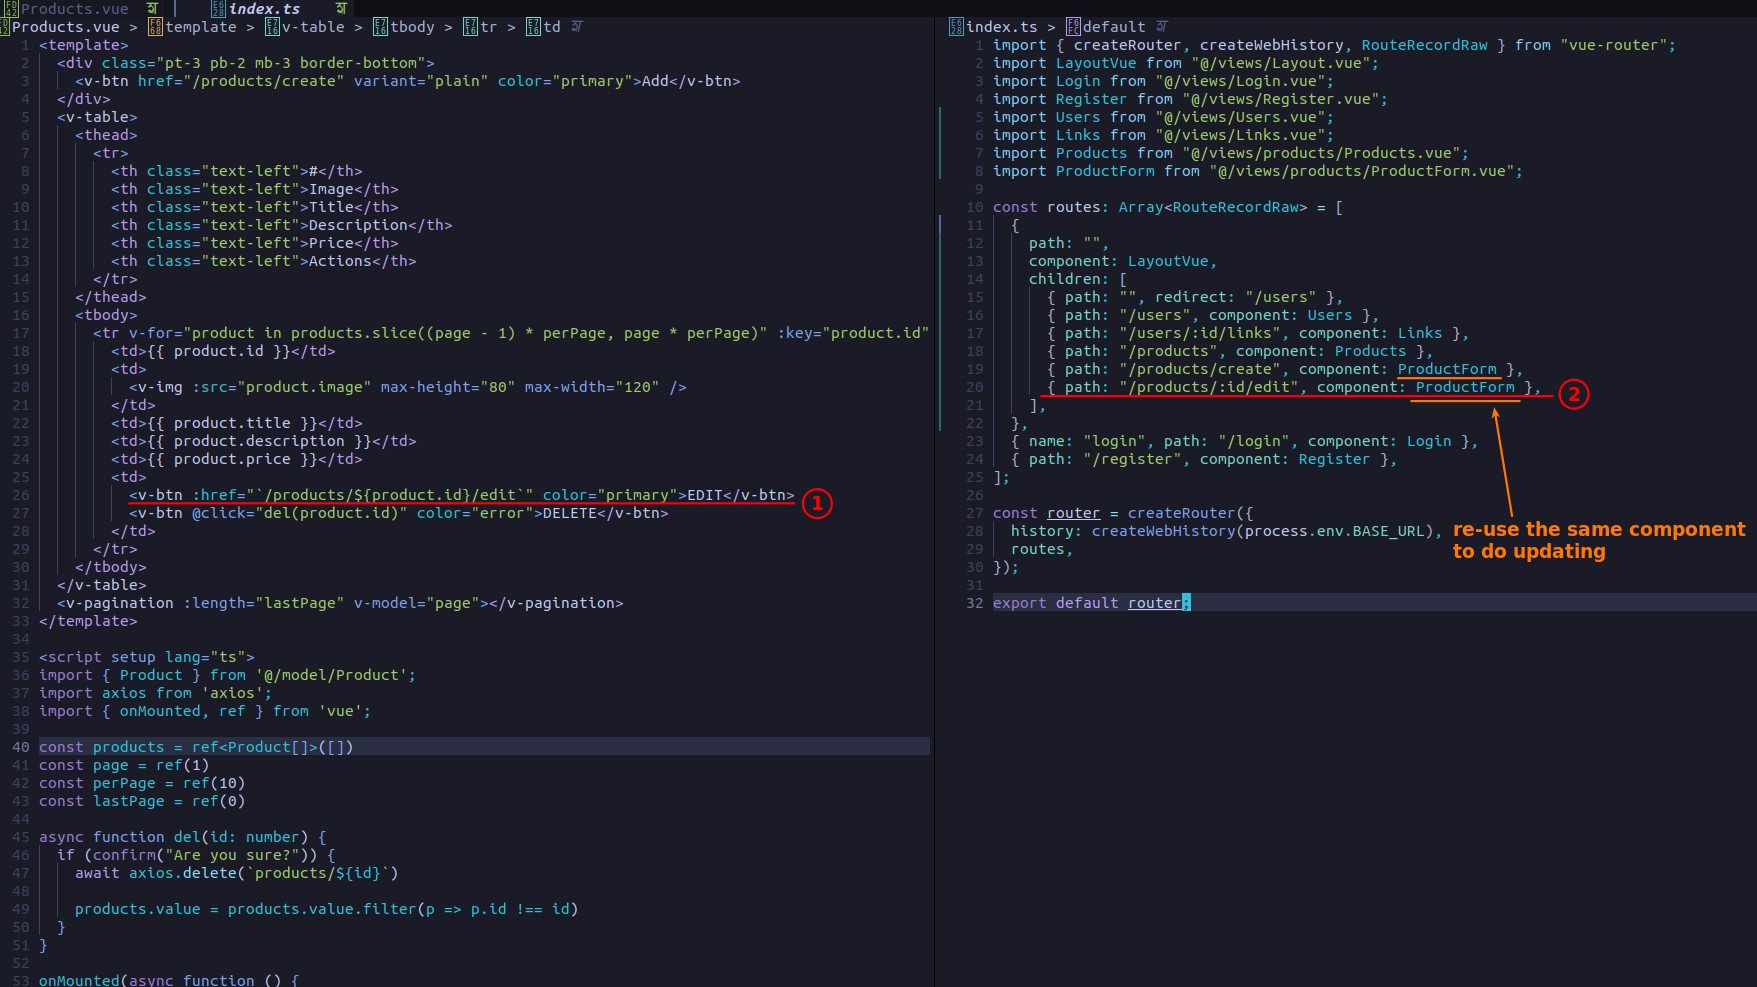 Products.vue
index.ts
Products.vue > template > v-table > tbody > tr > td
1 <template>
2 <div class="pt-3 pb-2 mb-3 border-bottom">
3 <v-btn href="/products/create" variant="plain" color="primary">Add</v-btn>
4 </div>
5 <v-table>
6 <thead>
7 <tr>
8 <th class="text-left">#</th>
9 <th class="text-left">Image</th>
10 <th class="text-left">Title</th>
11 <th class="text-left">Description</th>
12 <th class="text-left">Price</th>
13 <th class="text-left">Actions</th>
14 </tr>
15 </thead>
16 <tbody>
17 <tr v-for="product in products.slice((page - 1) * perPage, page * perPage)" :key="product.id"
18 <td>{{ product.id }}</td>
19 <td>
20 <v-img :src="product.image" max-height="80" max-width="120" />
21 </td>
22 <td>{{ product.title }}</td>
23 <td>{{ product.description }}</td>
24 <td>{{ product.price }}</td>
25 <td>
26 <v-btn :href="`/products/${product.id}/edit`" color="primary">EDIT</v-btn>
1
27 <v-btn @click="del(product.id)" color="error">DELETE</v-btn>
28 </td>
29 </tr>
30 </tbody>
31 </v-table>
32 <v-pagination :length="lastPage" v-model="page"></v-pagination>
33 </template>
34
35 <script setup lang="ts">
36 import { Product } from '@/model/Product';
37 import axios from 'axios';
38 import { onMounted, ref } from 'vue';
39
40 const products = ref<Product[]>([])
41 const page = ref(1)
42 const perPage = ref(10)
43 const lastPage = ref(0)
44
45 async function del(id: number) {
46 if (confirm("Are you sure?")) {
47 await axios.delete(`products/${id}`)
48
49 products.value = products.value.filter(p => p.id !== id)
50 }
51 }
52
53 onMounted(async function () {
index.ts > default
1 import { createRouter, createWebHistory, RouteRecordRaw } from "vue-router";
2 import LayoutVue from "@/views/Layout.vue";
3 import Login from "@/views/Login.vue";
4 import Register from "@/views/Register.vue";
5 import Users from "@/views/Users.vue";
6 import Links from "@/views/Links.vue";
7 import Products from "@/views/products/Products.vue";
8 import ProductForm from "@/views/products/ProductForm.vue";
9
10 const routes: Array<RouteRecordRaw> = [
11 {
12 path: "",
13 component: LayoutVue,
14 children: [
15 { path: "", redirect: "/users" },
16 { path: "/users", component: Users },
17 { path: "/users/:id/links", component: Links },
18 { path: "/products", component: Products },
19 { path: "/products/create", component: ProductForm },
20 { path: "/products/:id/edit", component: ProductForm },
2
21 ],
22 },
23 { name: "login", path: "/login", component: Login },
24 { path: "/register", component: Register },
25 ];
26
27 const router = createRouter({
28 history: createWebHistory(process.env.BASE_URL),
29 routes,
30 });
31
32 export default router;
re-use the same component
to do updating